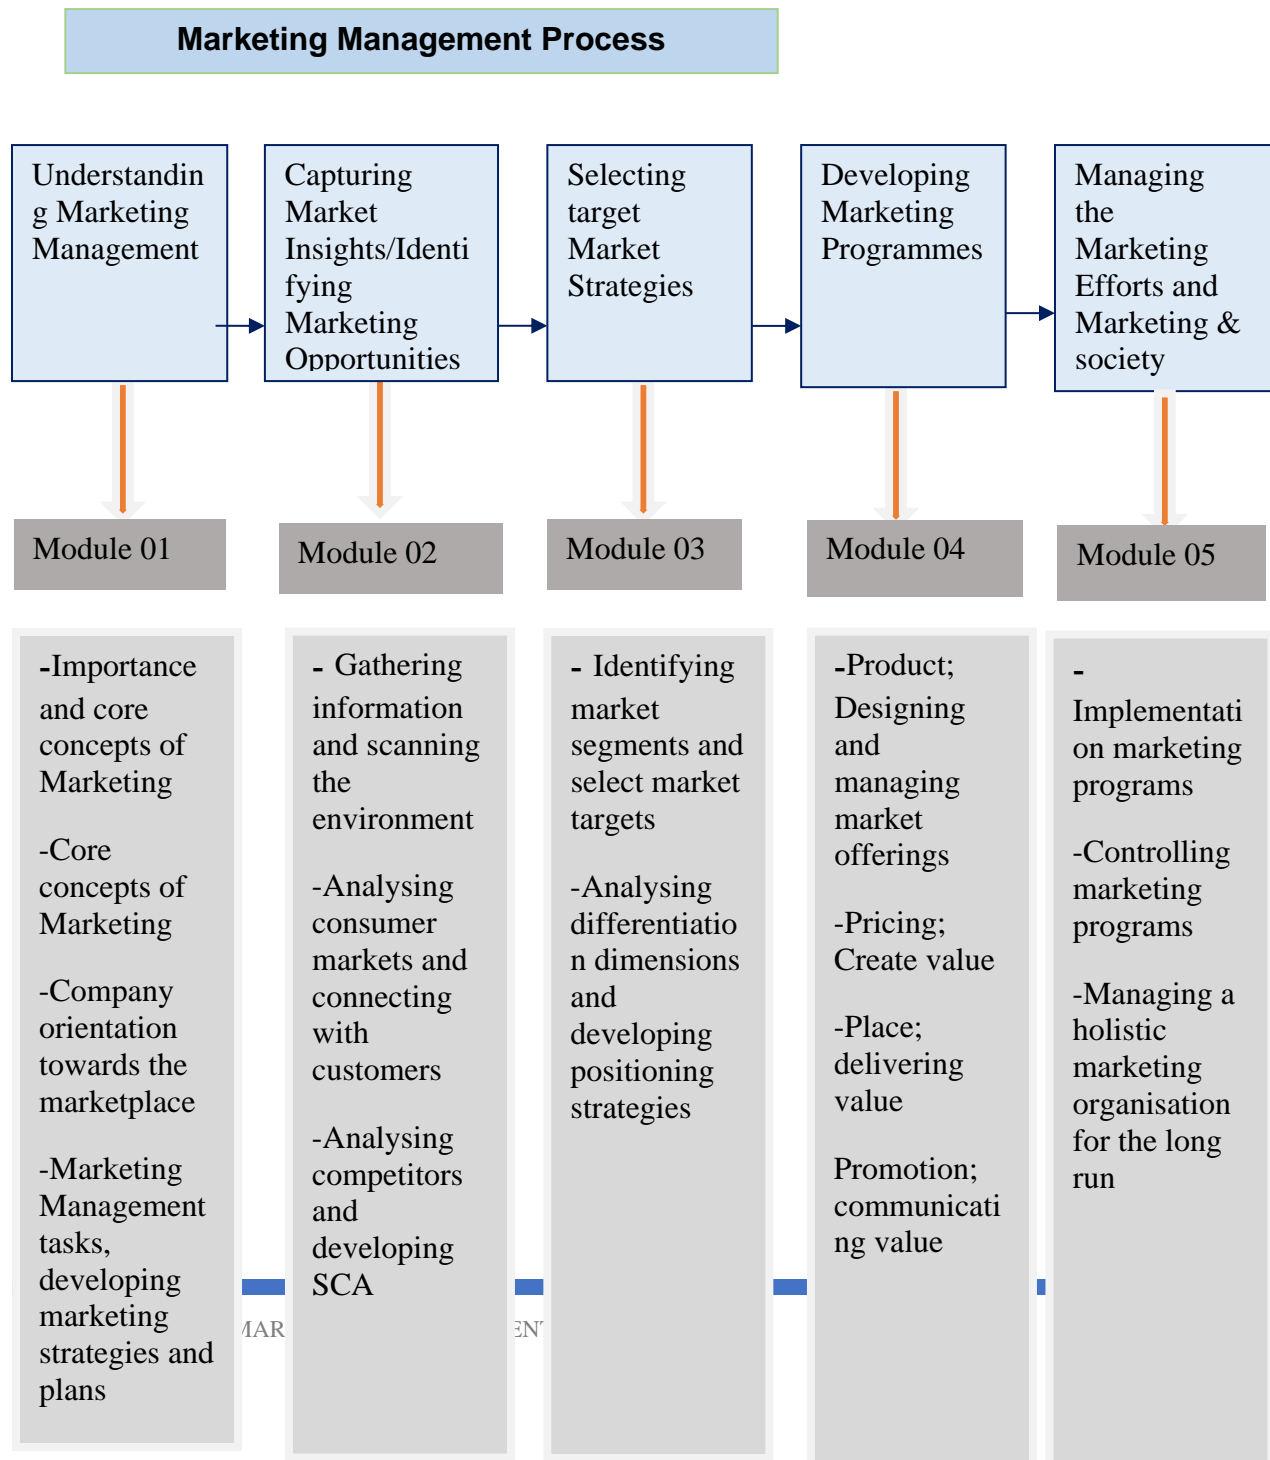 Marketing Management Process
Understandin
g Marketing
Management
Capturing
Market
Insights/Identi
fying
Marketing
Opportunities
Selecting
target
Market
Strategies
Developing
Marketing
Programmes
Managing
the
Marketing
Efforts and
Marketing &
society
Module 01
Module 02
Module 03
Module 04
Module 05
-Importance
and core
concepts of
Marketing
-Core
concepts of
Marketing
-Company
orientation
towards the
marketplace
-Marketing
Management
tasks,
developing
marketing
strategies and
plans
- Gathering
information
and scanning
the
environment
-Analysing
consumer
markets and
connecting
with
customers
-Analysing
competitors
and
developing
SCA
- Identifying
market
segments and
select market
targets
-Analysing
differentiatio
n dimensions
and
developing
positioning
strategies
-Product;
Designing
and
managing
market
offerings
-Pricing;
Create value
-Place;
delivering
value
Promotion;
communicati
ng value
-
Implementati
on marketing
programs
-Controlling
marketing
programs
-Managing a
holistic
marketing
organisation
for the long
run